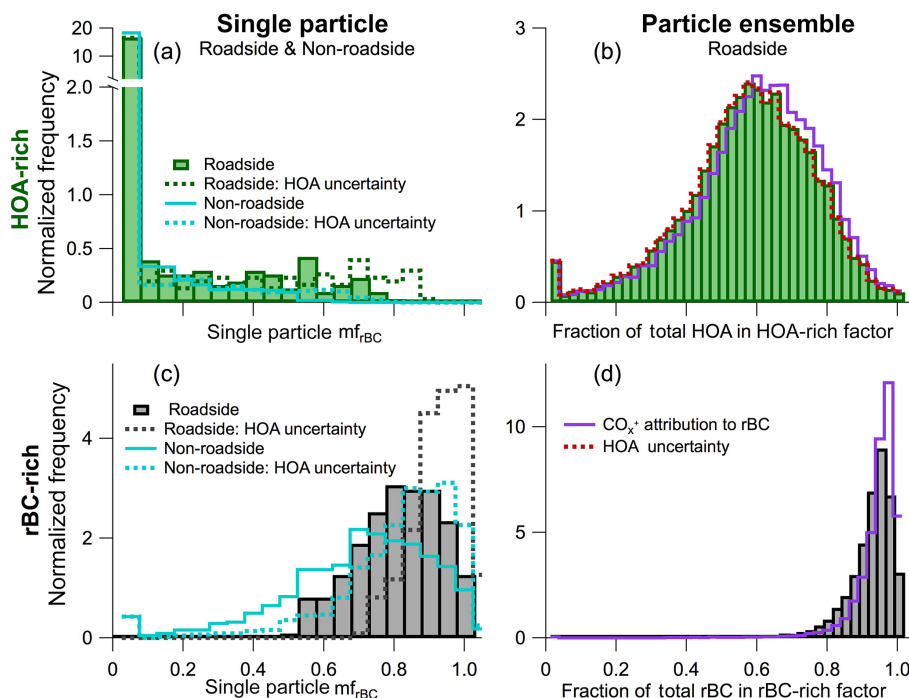 Single particle
Roadside & Non-roadside
Particle ensemble
Roadside
HOA-rich
Normalized frequency
20
10
0
2.0
1.5
1.0
0.5
0
(a)
Roadside
Roadside: HOA uncertainty
Non-roadside
Non-roadside: HOA uncertainty
Single particle mfrBC
3
2
1
0
(b)
Fraction of total HOA in HOA-rich factor
rBC-rich
Normalized frequency
4
2
0
(c)
Roadside
Roadside: HOA uncertainty
Non-roadside
Non-roadside: HOA uncertainty
0 0.2 0.4 0.6 0.8 1.0
Single particle mfrBC
10
5
0
(d)
COx+ attribution to rBC
HOA uncertainty
0 0.2 0.4 0.6 0.8 1.0
Fraction of total rBC in rBC-rich factor